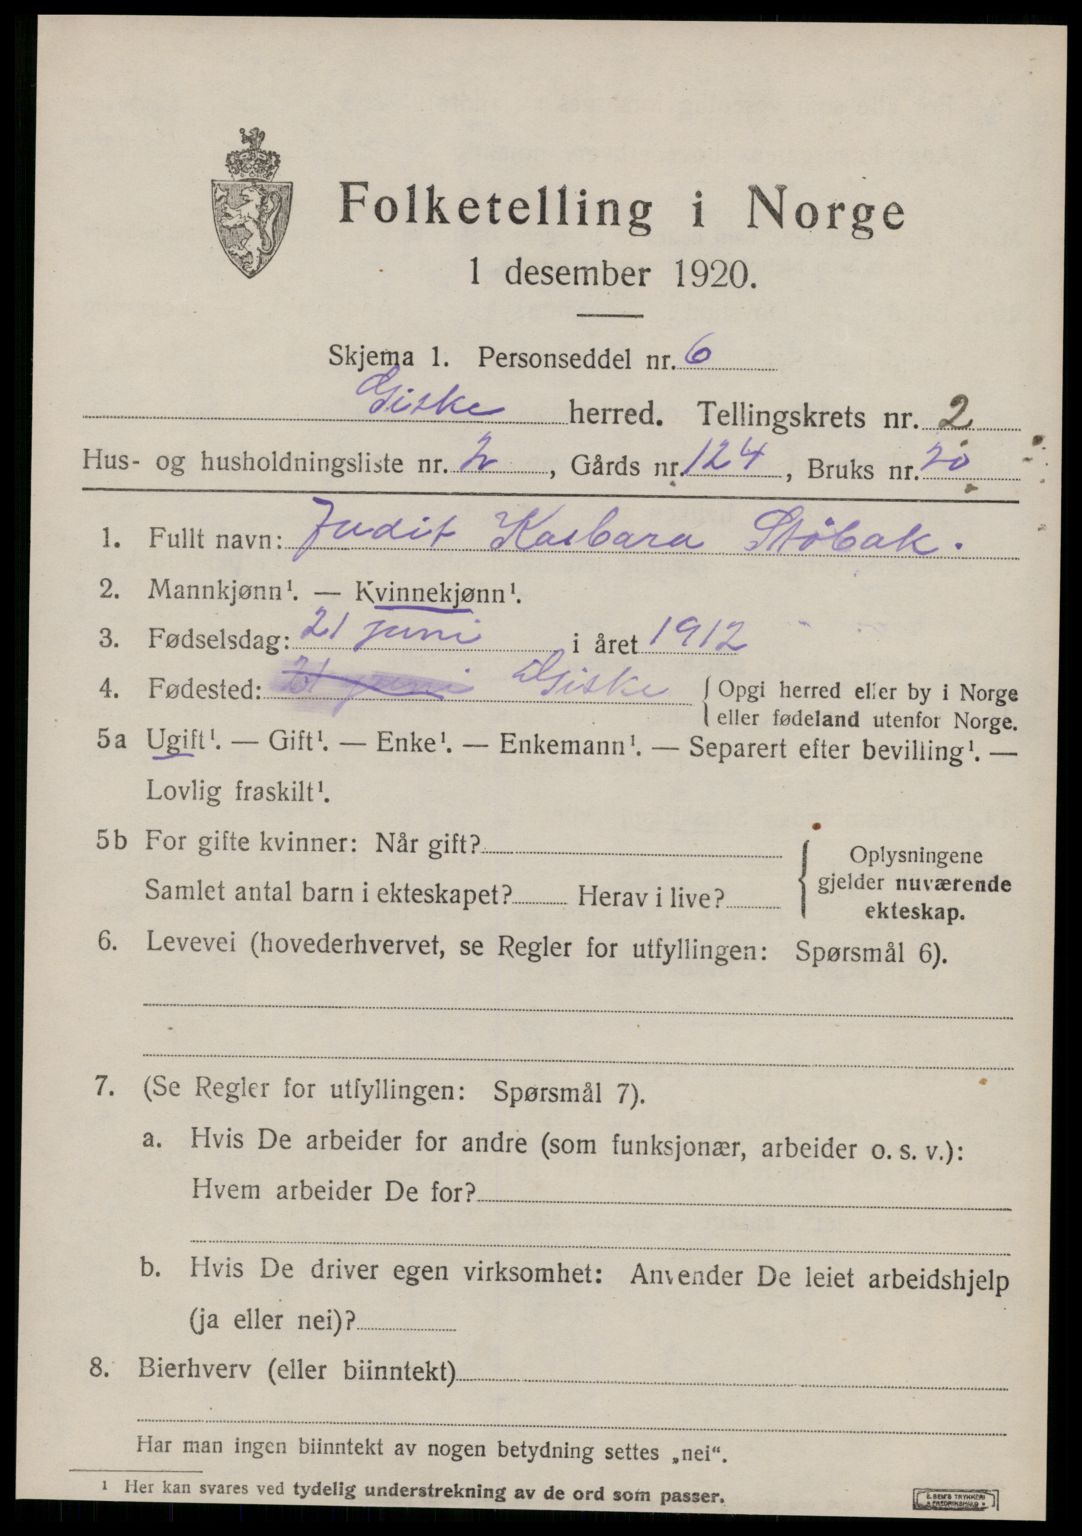 Folketelling i Norge
1 desember 1920.
Skjema 1. Personseddel nr. 6
Giske herred. Tellingskrets nr. 2
Hus- og husholdningsliste nr. 2, Gårds nr. 124, Bruks nr. 20
1. Fullt navn: Judit Kasbara Støbak.
2. Mannkjønn¹. — Kvinnekjønn¹.
3. Fødselsdag: 21 juni i året 1912
4. Fødested: 21 juni Giske Opgi herred eller by i Norge
eller fødeland utenfor Norge.
5a Ugift¹. — Gift¹. — Enke¹. — Enkemann¹. — Separert efter bevilling¹. —
Lovlig fraskilt¹.
5b For gifte kvinner: Når gift? Oplysningene
gjelder nuværende
Samlet antal barn i ekteskapet? Herav i live? ekteskap.
6. Levevei (hovederhvervet, se Regler for utfyllingen: Spørsmål 6).
7. (Se Regler for utfyllingen: Spørsmål 7).
a. Hvis De arbeider for andre (som funksjonær, arbeider o. s. v.):
Hvem arbeider De for?
b. Hvis De driver egen virksomhet: Anvender De leiet arbeidshjelp
(ja eller nei)?
8. Bierhverv (eller biinntekt)
Har man ingen biinntekt av nogen betydning settes „nei“.
¹ Her kan svares ved tydelig understrekning av de ord som passer.